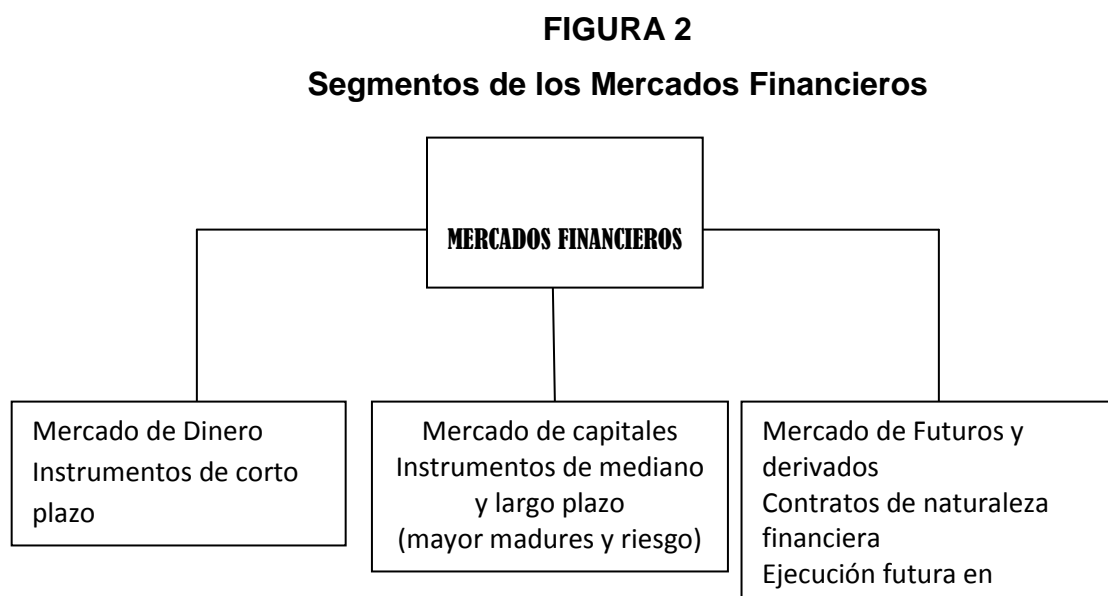 FIGURA 2
Segmentos de los Mercados Financieros
MERCADOS FINANCIEROS
Mercado de Dinero
Instrumentos de corto
plazo
Mercado de capitales
Instrumentos de mediano
y largo plazo
(mayor madures y riesgo)
Mercado de Futuros y
derivados
Contratos de naturaleza
financiera
Ejecución futura en